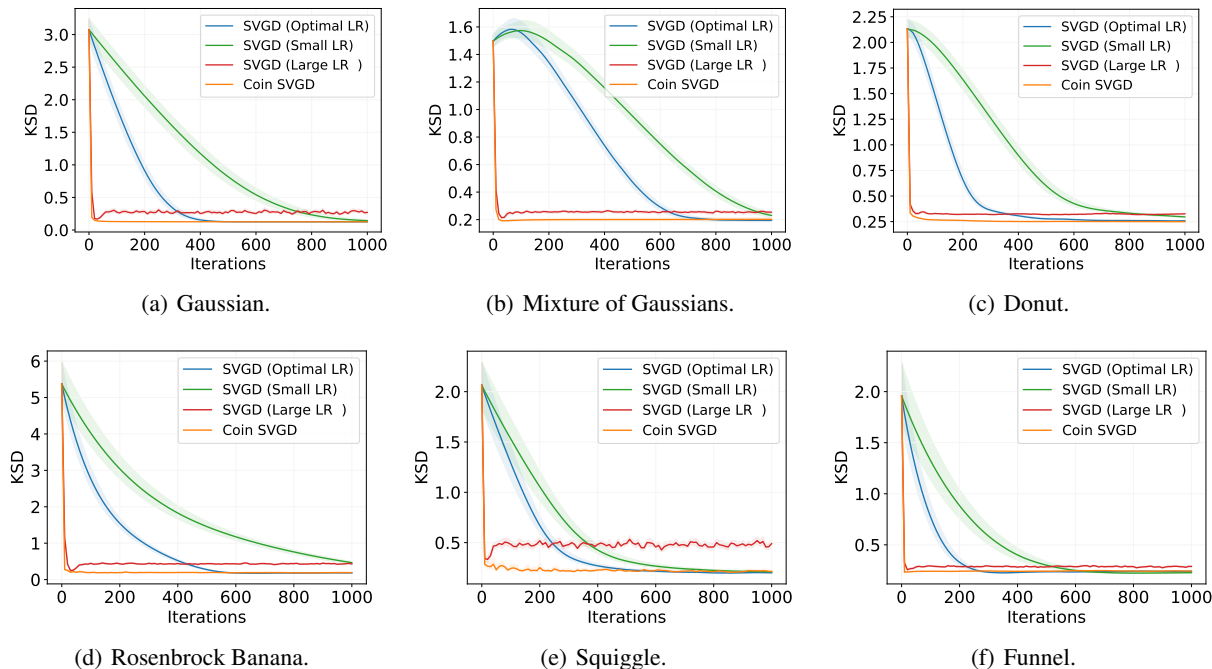 SVGD (Optimal LR)
SVGD (Small LR)
SVGD (Large LR )
Coin SVGD
KSD
3.0
2.5
2.0
1.5
1.0
0.5
0.0
0 200 400 600 800 1000
Iterations
(a) Gaussian.
SVGD (Optimal LR)
SVGD (Small LR)
SVGD (Large LR )
Coin SVGD
KSD
1.6
1.4
1.2
1.0
0.8
0.6
0.4
0.2
0 200 400 600 800 1000
Iterations
(b) Mixture of Gaussians.
SVGD (Optimal LR)
SVGD (Small LR)
SVGD (Large LR )
Coin SVGD
KSD
2.25
2.00
1.75
1.50
1.25
1.00
0.75
0.50
0.25
0 200 400 600 800 1000
Iterations
(c) Donut.
SVGD (Optimal LR)
SVGD (Small LR)
SVGD (Large LR )
Coin SVGD
KSD
6
5
4
3
2
1
0
0 200 400 600 800 1000
Iterations
(d) Rosenbrock Banana.
SVGD (Optimal LR)
SVGD (Small LR)
SVGD (Large LR )
Coin SVGD
KSD
2.0
1.5
1.0
0.5
0 200 400 600 800 1000
Iterations
(e) Squiggle.
SVGD (Optimal LR)
SVGD (Small LR)
SVGD (Large LR )
Coin SVGD
KSD
2.0
1.5
1.0
0.5
0 200 400 600 800 1000
Iterations
(f) Funnel.